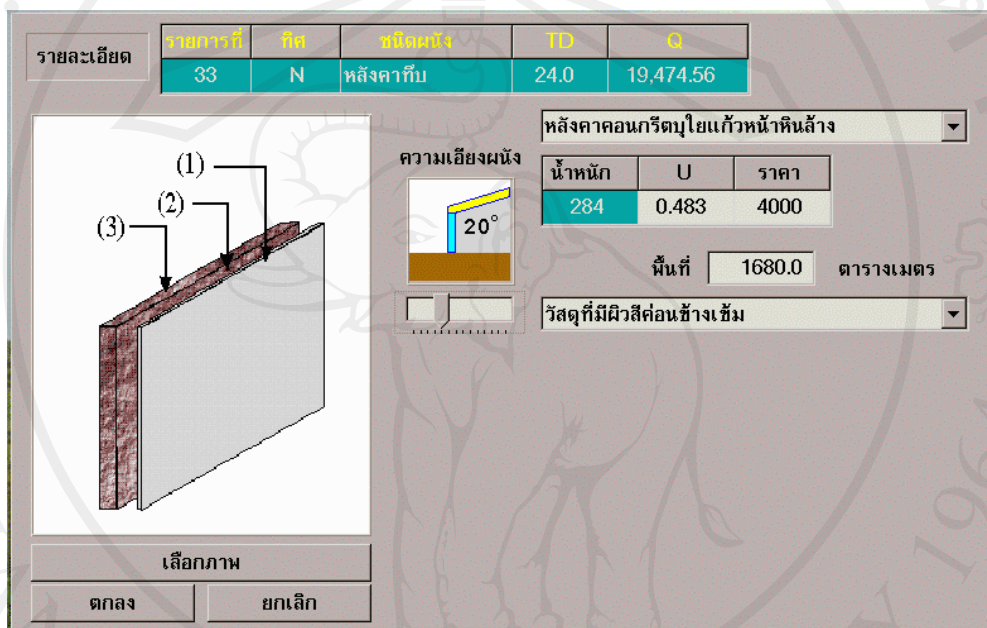 รายละเอียด
รายการที่ ทิศ ชนิดผนัง TD Q
33 N หลังคาทึบ 24.0 19,474.56
(1)
(2)
(3)
ความเอียงผนัง
20°
หลังคาคอนกรีตบุใยแก้วหน้าหินล้าง
น้ำหนัก U ราคา
284 0.483 4000
พื้นที่ 1680.0 ตารางเมตร
วัสดุที่มีผิวสีค่อนข้างเข้ม
เลือกภาพ
ตกลง ยกเลิก
1964